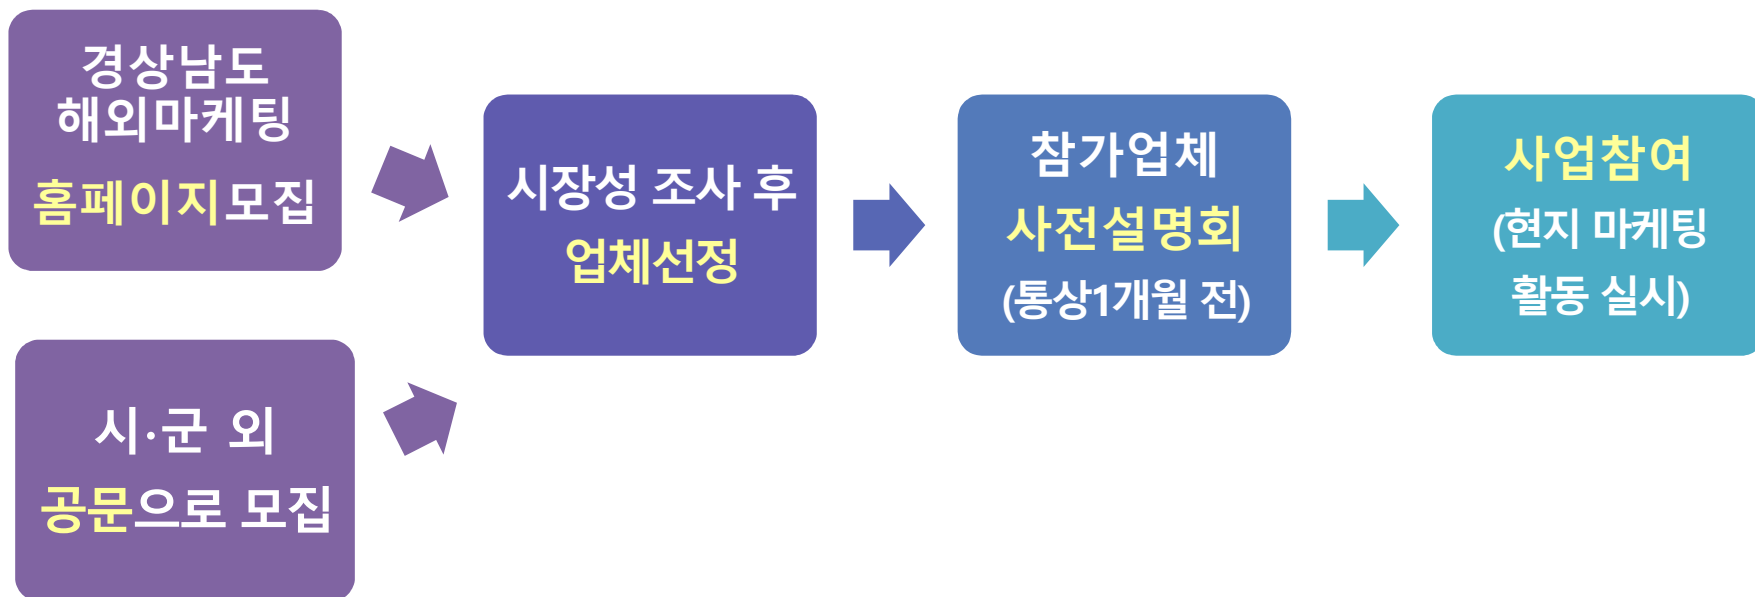 경상남도
해외마케팅
홈페이지모집
시·군 외
공문으로 모집
시장성 조사 후
업체선정
참가업체
사전설명회
(통상1개월 전)
사업참여
(현지 마케팅
활동 실시)